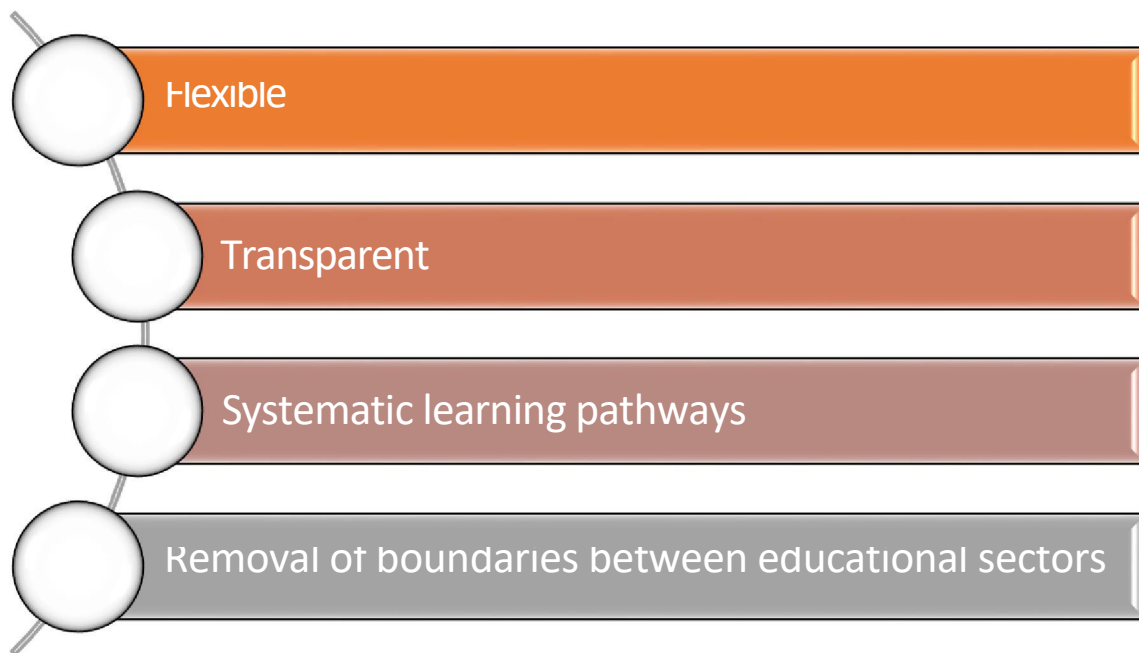 Flexible
Transparent
Systematic learning pathways
Removal of boundaries between educational sectors